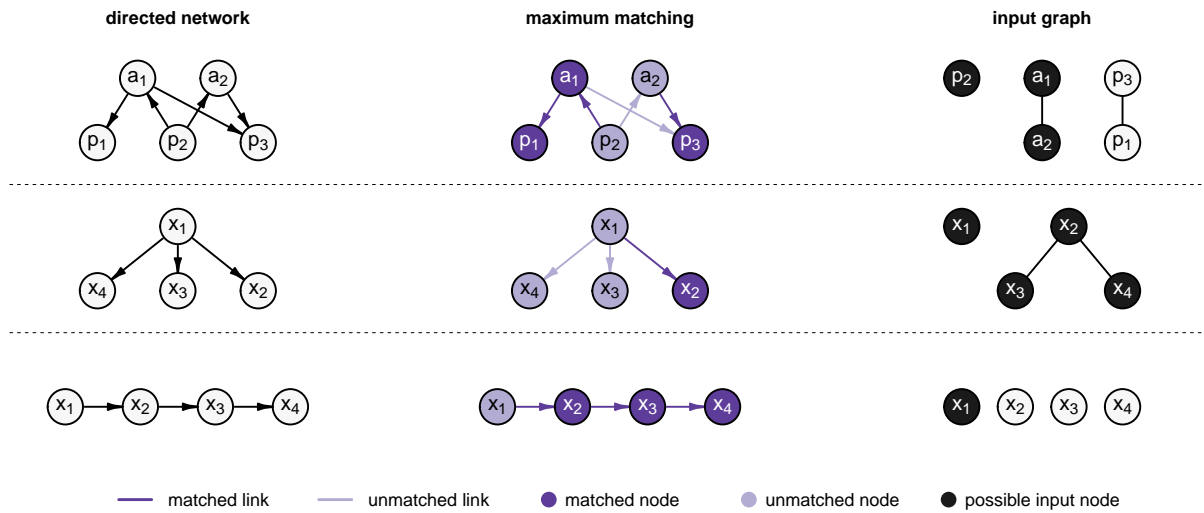 directed network maximum matching input graph
a1 a2 a1 a2 p2 a1 p3
p1 p2 p3 p1 p2 p3 a2 p1
x1 x1 x1 x2
x4 x3 x2 x4 x3 x2 x3 x4
x1 x2 x3 x4 x1 x2 x3 x4 x1 x2 x3 x4
matched link unmatched link matched node unmatched node possible input node